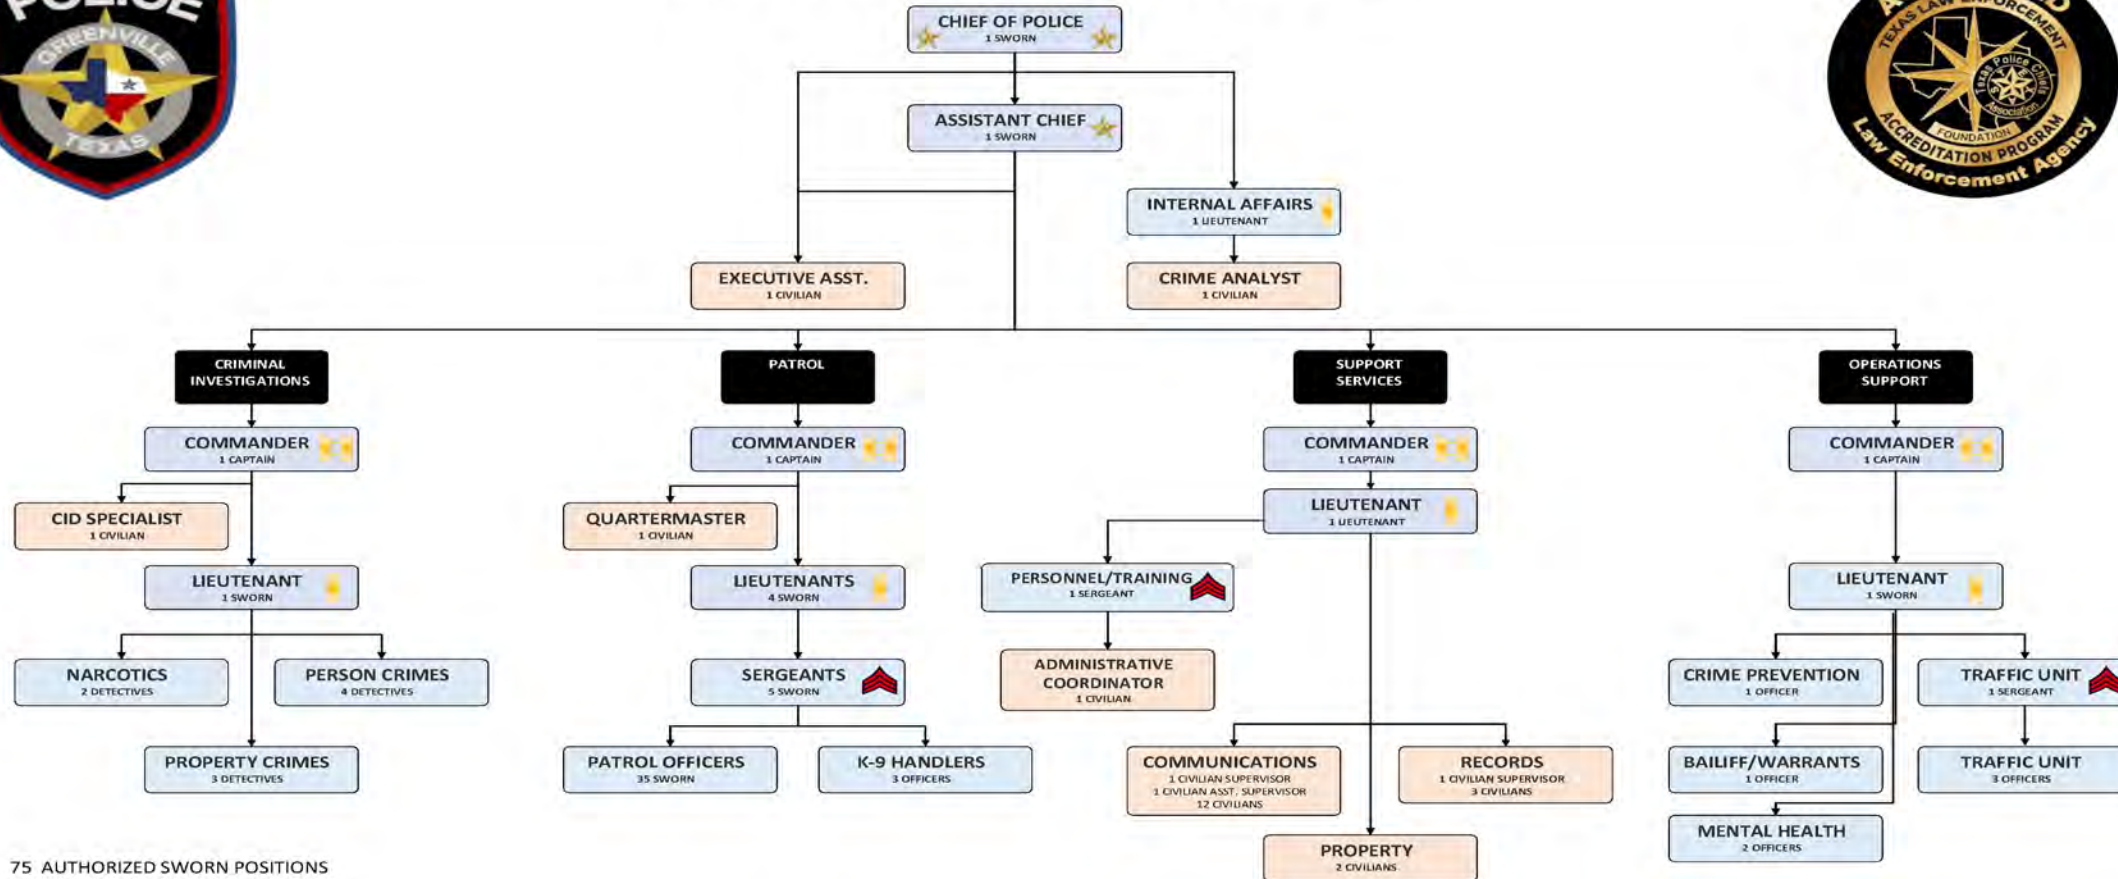 POLICE
GREENVILLE
TEXAS
TEXAS LAW ENFORCEMENT
Texas Police Chiefs
Association
FOUNDATION
ACCREDITATION PROGRAM
Law Enforcement Agency
CHIEF OF POLICE
1 SWORN
ASSISTANT CHIEF
1 SWORN
INTERNAL AFFAIRS
1 LIEUTENANT
EXECUTIVE ASST.
1 CIVILIAN
CRIME ANALYST
1 CIVILIAN
CRIMINAL
INVESTIGATIONS
PATROL
SUPPORT
SERVICES
OPERATIONS
SUPPORT
COMMANDER
1 CAPTAIN
COMMANDER
1 CAPTAIN
COMMANDER
1 CAPTAIN
COMMANDER
1 CAPTAIN
CID SPECIALIST
1 CIVILIAN
QUARTERMASTER
1 CIVILIAN
LIEUTENANT
1 LIEUTENANT
LIEUTENANT
1 SWORN
LIEUTENANTS
4 SWORN
PERSONNEL/TRAINING
1 SERGEANT
LIEUTENANT
1 SWORN
NARCOTICS
2 DETECTIVES
PERSON CRIMES
4 DETECTIVES
SERGEANTS
5 SWORN
ADMINISTRATIVE
COORDINATOR
1 CIVILIAN
CRIME PREVENTION
1 OFFICER
TRAFFIC UNIT
1 SERGEANT
PROPERTY CRIMES
3 DETECTIVES
PATROL OFFICERS
35 SWORN
K-9 HANDLERS
3 OFFICERS
COMMUNICATIONS
1 CIVILIAN SUPERVISOR
1 CIVILIAN ASST. SUPERVISOR
12 CIVILIANS
RECORDS
1 CIVILIAN SUPERVISOR
3 CIVILIANS
BAILIFF/WARRANTS
1 OFFICER
TRAFFIC UNIT
3 OFFICERS
MENTAL HEALTH
2 OFFICERS
PROPERTY
2 CIVILIANS
75 AUTHORIZED SWORN POSITIONS